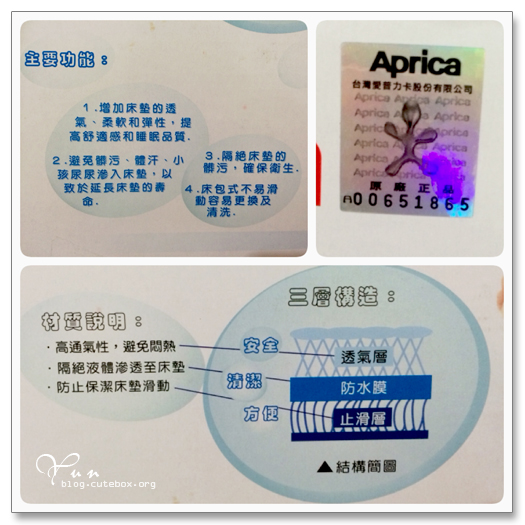 主要功能：
1.增加床墊的透
氣、柔軟和彈性，提
高舒適感和睡眠品質.
2.避免髒污、體汗、小
孩尿尿滲入床墊，以
致於延長床墊的壽
命.
3.隔絕床墊的
髒污，確保衛生.
4.床包式不易滑
動容易更換及
清洗.
Aprica
台灣愛普力卡股份有限公司
Aprica Aprica Aprica
原廠正品
A00651865
材質說明：
·高通氣性，避免悶熱
·隔絕液體滲透至床墊
·防止保潔床墊滑動
三層構造：
安全
清潔
方便
透氣層
防水膜
止滑層
▲結構簡圖
Yun
blog.cutebox.org